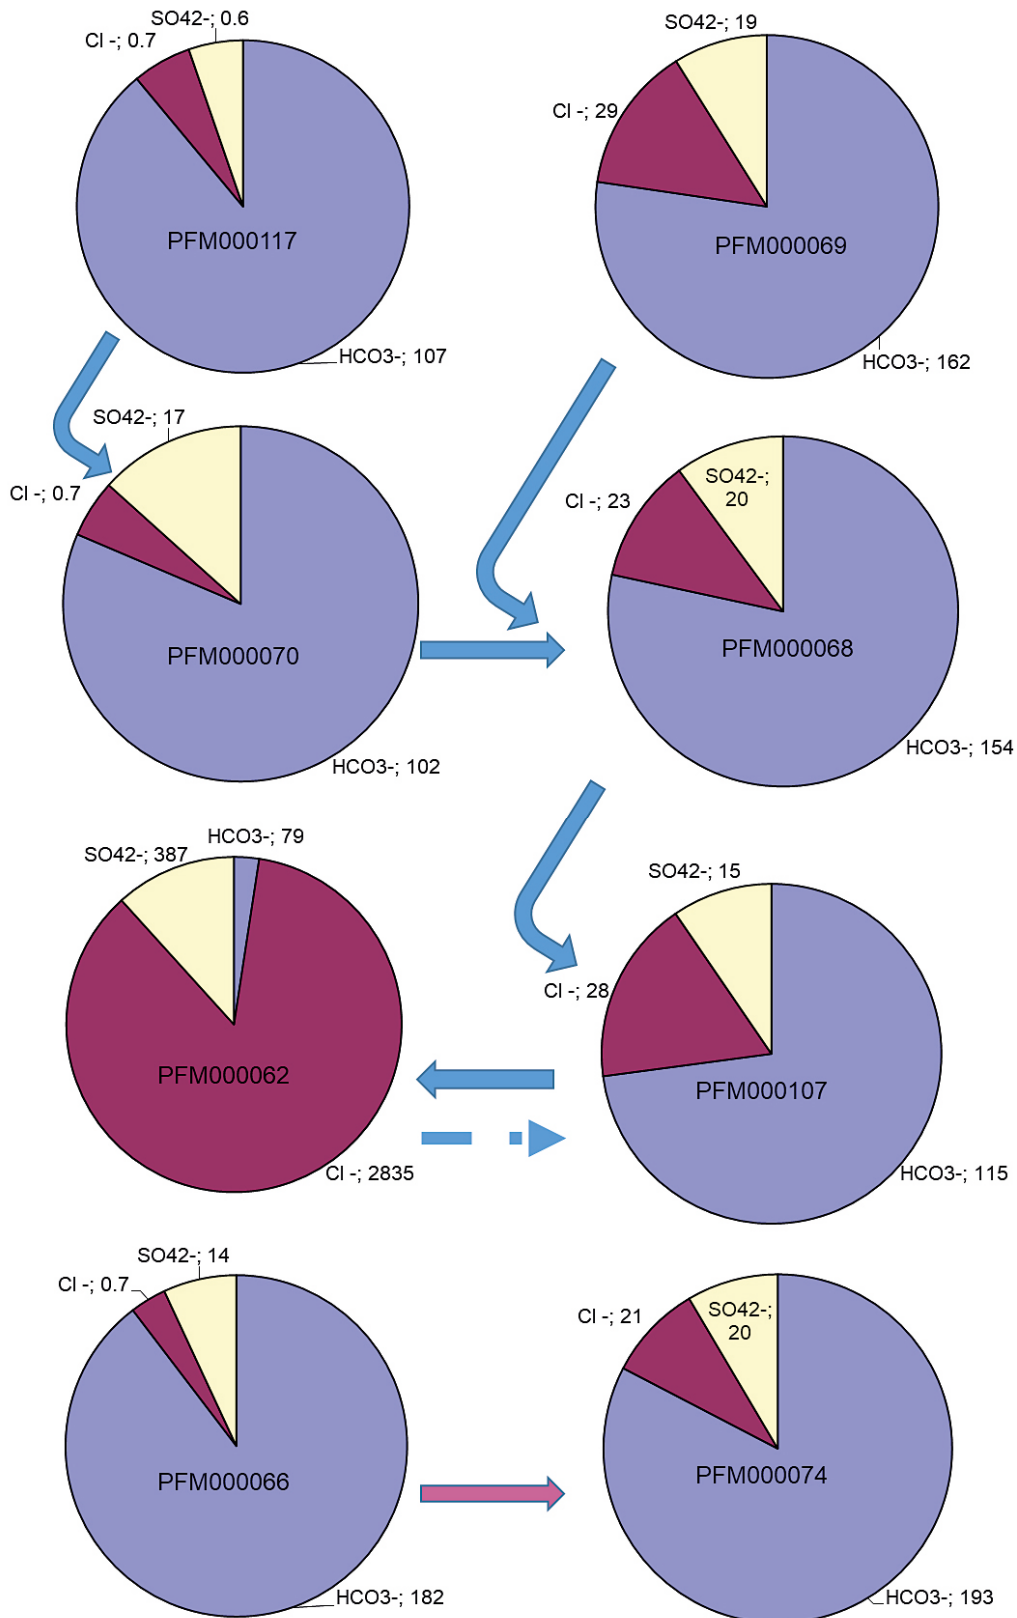 SO42-; 0.6
Cl -; 0.7
PFM000117
HCO3-; 107
SO42-; 19
Cl -; 29
PFM000069
HCO3-; 162
SO42-; 17
Cl -; 0.7
PFM000070
HCO3-; 102
SO42-;
20
Cl -; 23
PFM000068
HCO3-; 154
HCO3-; 79
SO42-; 387
PFM000062
Cl -; 2835
SO42-; 15
Cl -; 28
PFM000107
HCO3-; 115
SO42-; 14
Cl -; 0.7
PFM000066
HCO3-; 182
SO42-;
20
Cl -; 21
PFM000074
HCO3-; 193